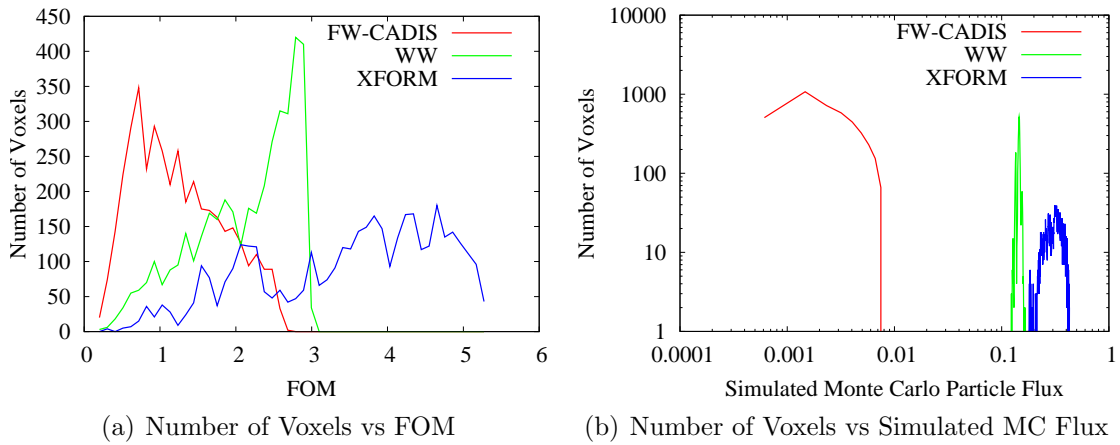 450
400
350
300
250
200
150
100
50
0
0 1 2 3 4 5 6
Number of Voxels
FOM
FW-CADIS
WW
XFORM
(a) Number of Voxels vs FOM
10000
1000
100
10
1
0.0001 0.001 0.01 0.1 1
Number of Voxels
Simulated Monte Carlo Particle Flux
FW-CADIS
WW
XFORM
(b) Number of Voxels vs Simulated MC Flux